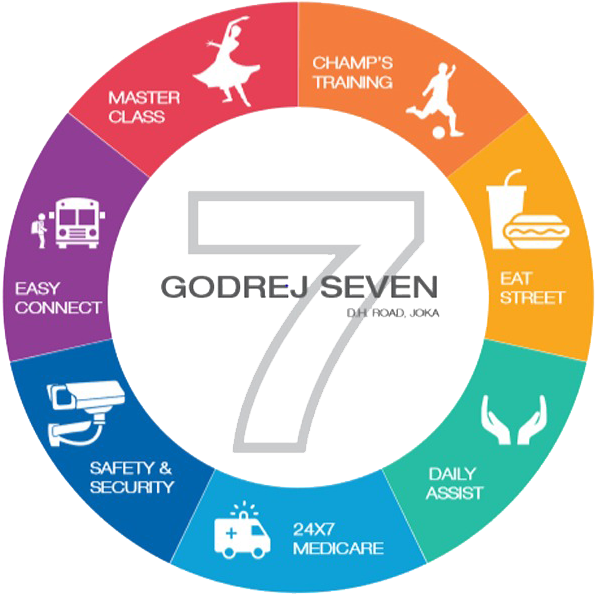 MASTER
CLASS
CHAMP'S
TRAINING
EAT
STREET
DAILY
ASSIST
24X7
MEDICARE
SAFETY &
SECURITY
EASY
CONNECT
7
GODREJ SEVEN
D.H. ROAD, JOKA